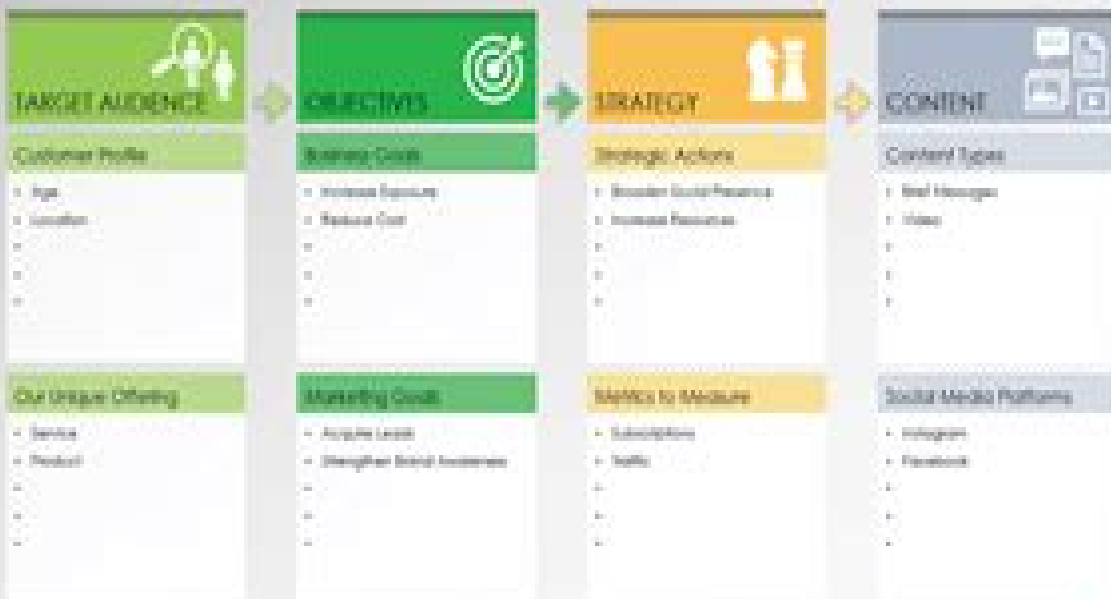 TARGET AUDIENCE
Customer Profile
• Age
• Location
•
•
•
Our Unique Offering
• Service
• Product
•
•
•
OBJECTIVES
Business Goals
• Increase Exposure
• Reduce Cost
•
•
•
Marketing Goals
• Acquire Leads
• Strengthen Brand Awareness
•
•
•
STRATEGY
Strategic Actions
• Broaden Social Presence
• Increase Resources
•
•
•
Metrics to Measure
• Subscriptions
• Traffic
•
•
•
CONTENT
Content Types
• Brief Messages
• Video
•
•
•
Social Media Platforms
• Instagram
• Facebook
•
•
•